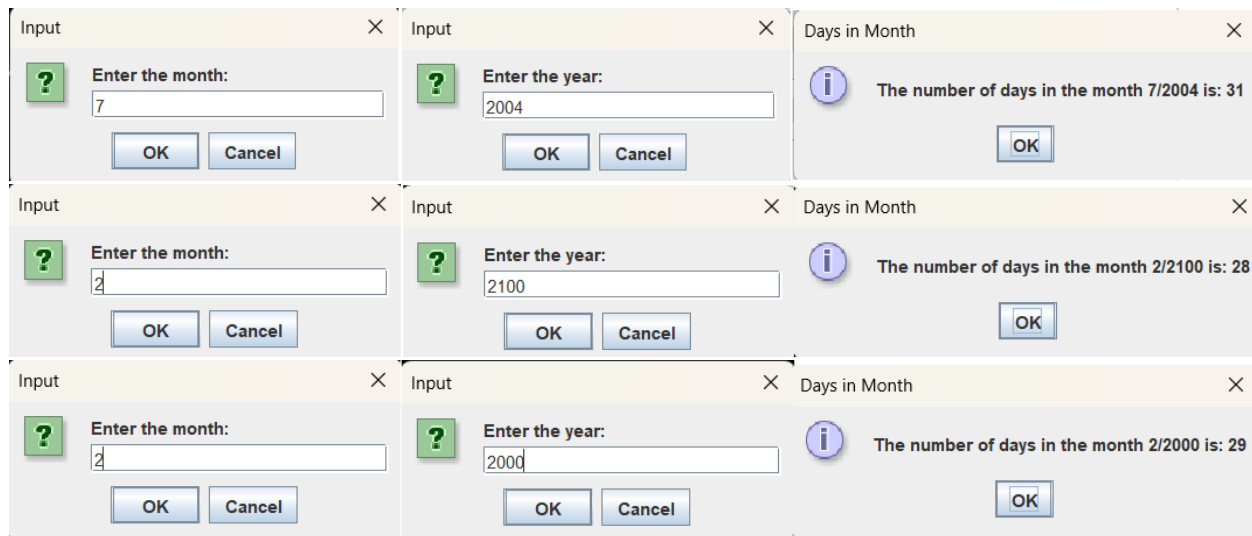 Input
Enter the month:
7
OK Cancel
Input
Enter the year:
2004
OK Cancel
Days in Month
The number of days in the month 7/2004 is: 31
OK
Input
Enter the month:
2
OK Cancel
Input
Enter the year:
2100
OK Cancel
Days in Month
The number of days in the month 2/2100 is: 28
OK
Input
Enter the month:
2
OK Cancel
Input
Enter the year:
2000
OK Cancel
Days in Month
The number of days in the month 2/2000 is: 29
OK